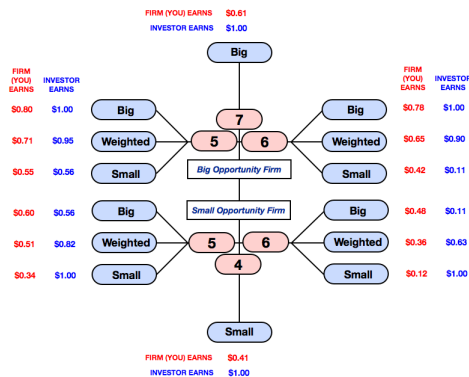 FIRM (YOU) EARNS $0.61
INVESTOR EARNS $1.00
Big
FIRM (YOU) EARNS INVESTOR EARNS
$0.80 $1.00 Big
$0.71 $0.95 Weighted
$0.55 $0.56 Small
7
5 6
FIRM (YOU) EARNS INVESTOR EARNS
Big $0.78 $1.00
Weighted $0.65 $0.90
Small $0.42 $0.11
Big Opportunity Firm
Small Opportunity Firm
$0.60 $0.56 Big
$0.51 $0.82 Weighted
$0.34 $1.00 Small
5 6
4
Big $0.48 $0.11
Weighted $0.36 $0.63
Small $0.12 $1.00
Small
FIRM (YOU) EARNS $0.41
INVESTOR EARNS $1.00